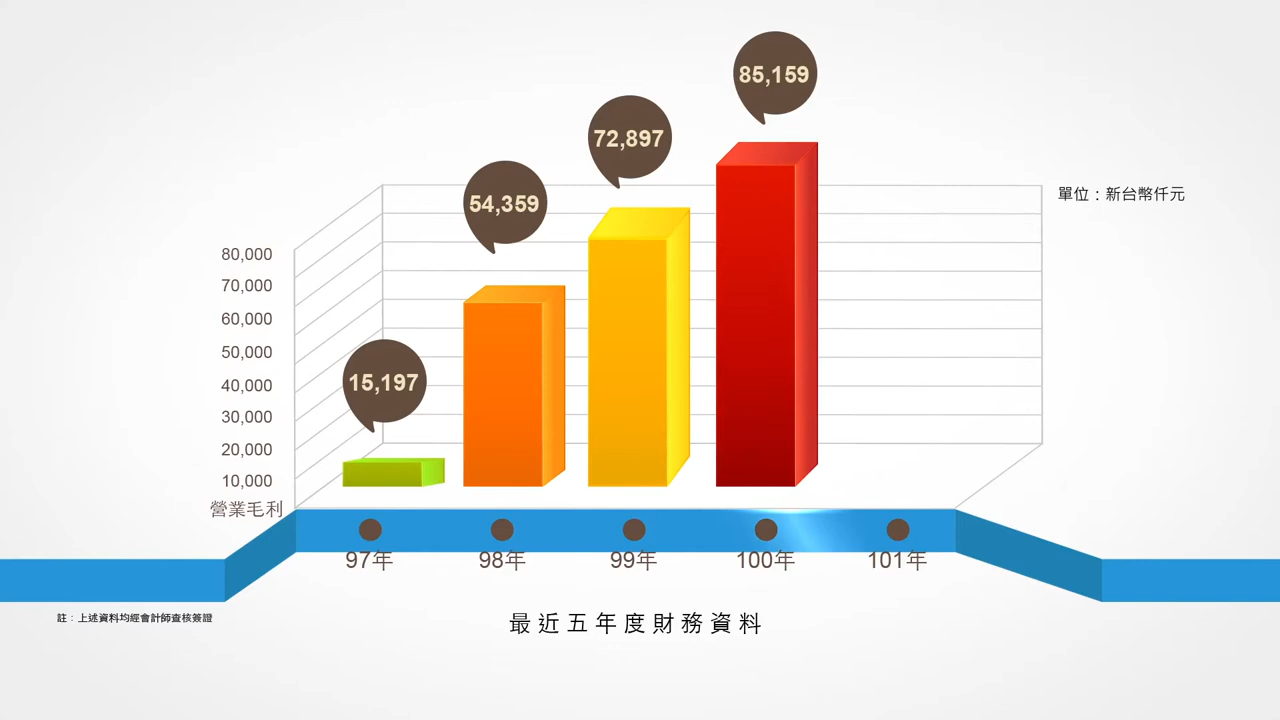 85,159
72,897
54,359
15,197
單位：新台幣仟元
80,000
70,000
60,000
50,000
40,000
30,000
20,000
10,000
營業毛利
97年
98年
99年
100年
101年
註：上述資料均經會計師查核簽證
最近五年度財務資料